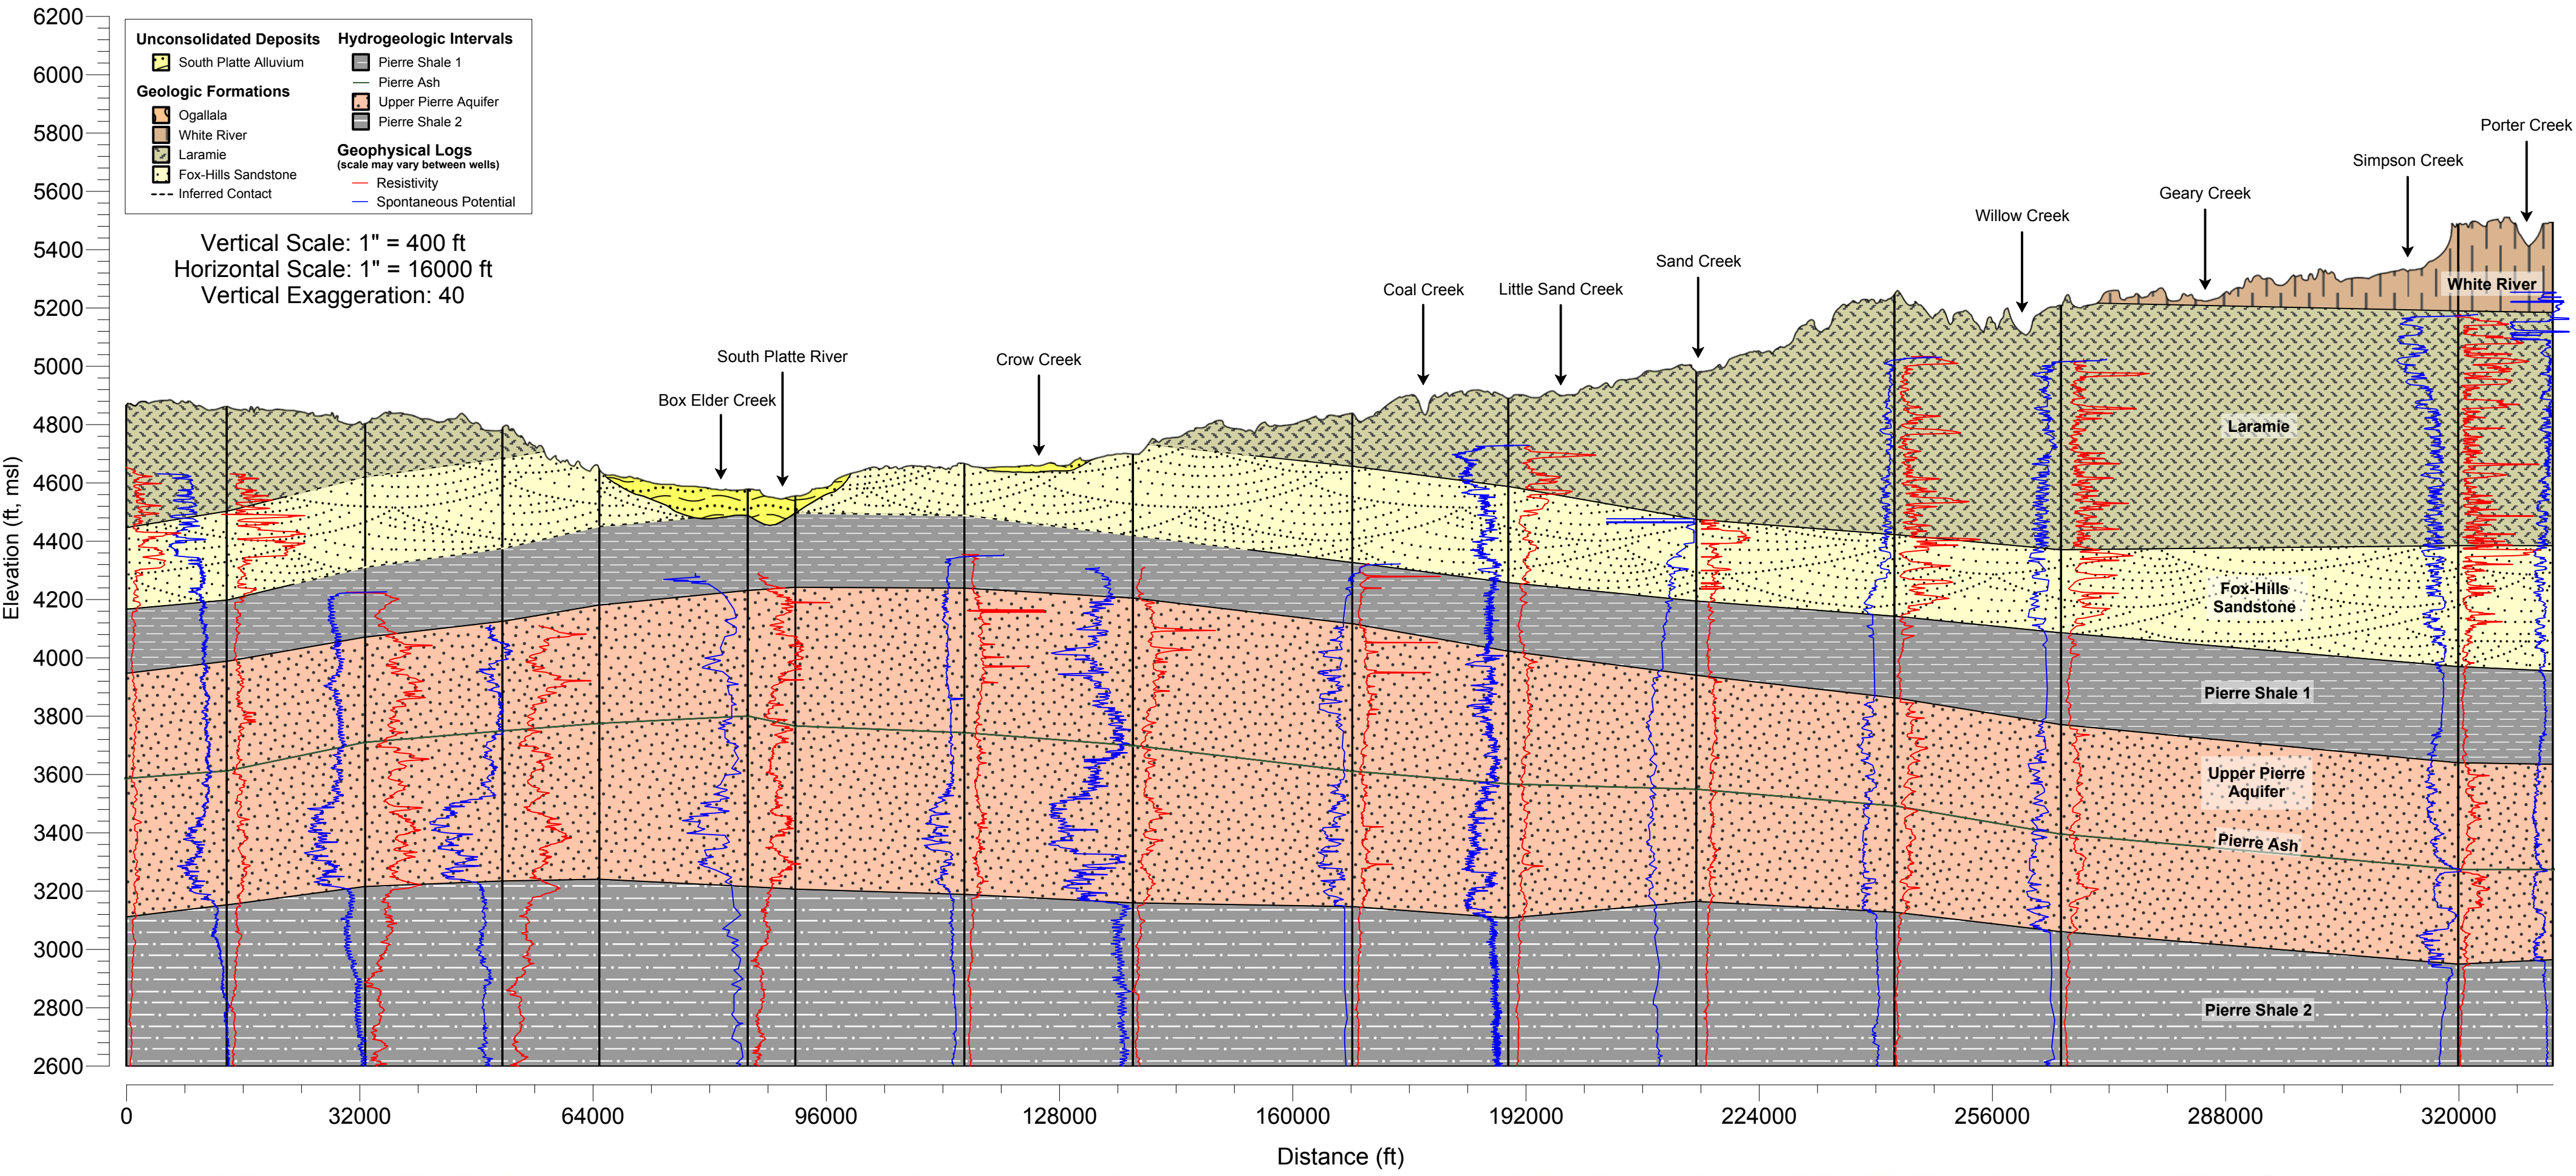 Unconsolidated Deposits
South Platte Alluvium
Geologic Formations
Ogallala
White River
Laramie
Fox-Hills Sandstone
Inferred Contact
Hydrogeologic Intervals
Pierre Shale 1
Pierre Ash
Upper Pierre Aquifer
Pierre Shale 2
Geophysical Logs
(scale may vary between wells)
Resistivity
Spontaneous Potential
Vertical Scale: 1" = 400 ft
Horizontal Scale: 1" = 16000 ft
Vertical Exaggeration: 40
Elevation (ft, msl)
6200
6000
5800
5600
5400
5200
5000
4800
4600
4400
4200
4000
3800
3600
3400
3200
3000
2800
2600
Box Elder Creek
South Platte River
Crow Creek
Coal Creek
Little Sand Creek
Sand Creek
Willow Creek
Geary Creek
Simpson Creek
Porter Creek
White River
Laramie
Fox-Hills
Sandstone
Pierre Shale 1
Upper Pierre
Aquifer
Pierre Ash
Pierre Shale 2
0 32000 64000 96000 128000 160000 192000 224000 256000 288000 320000
Distance (ft)